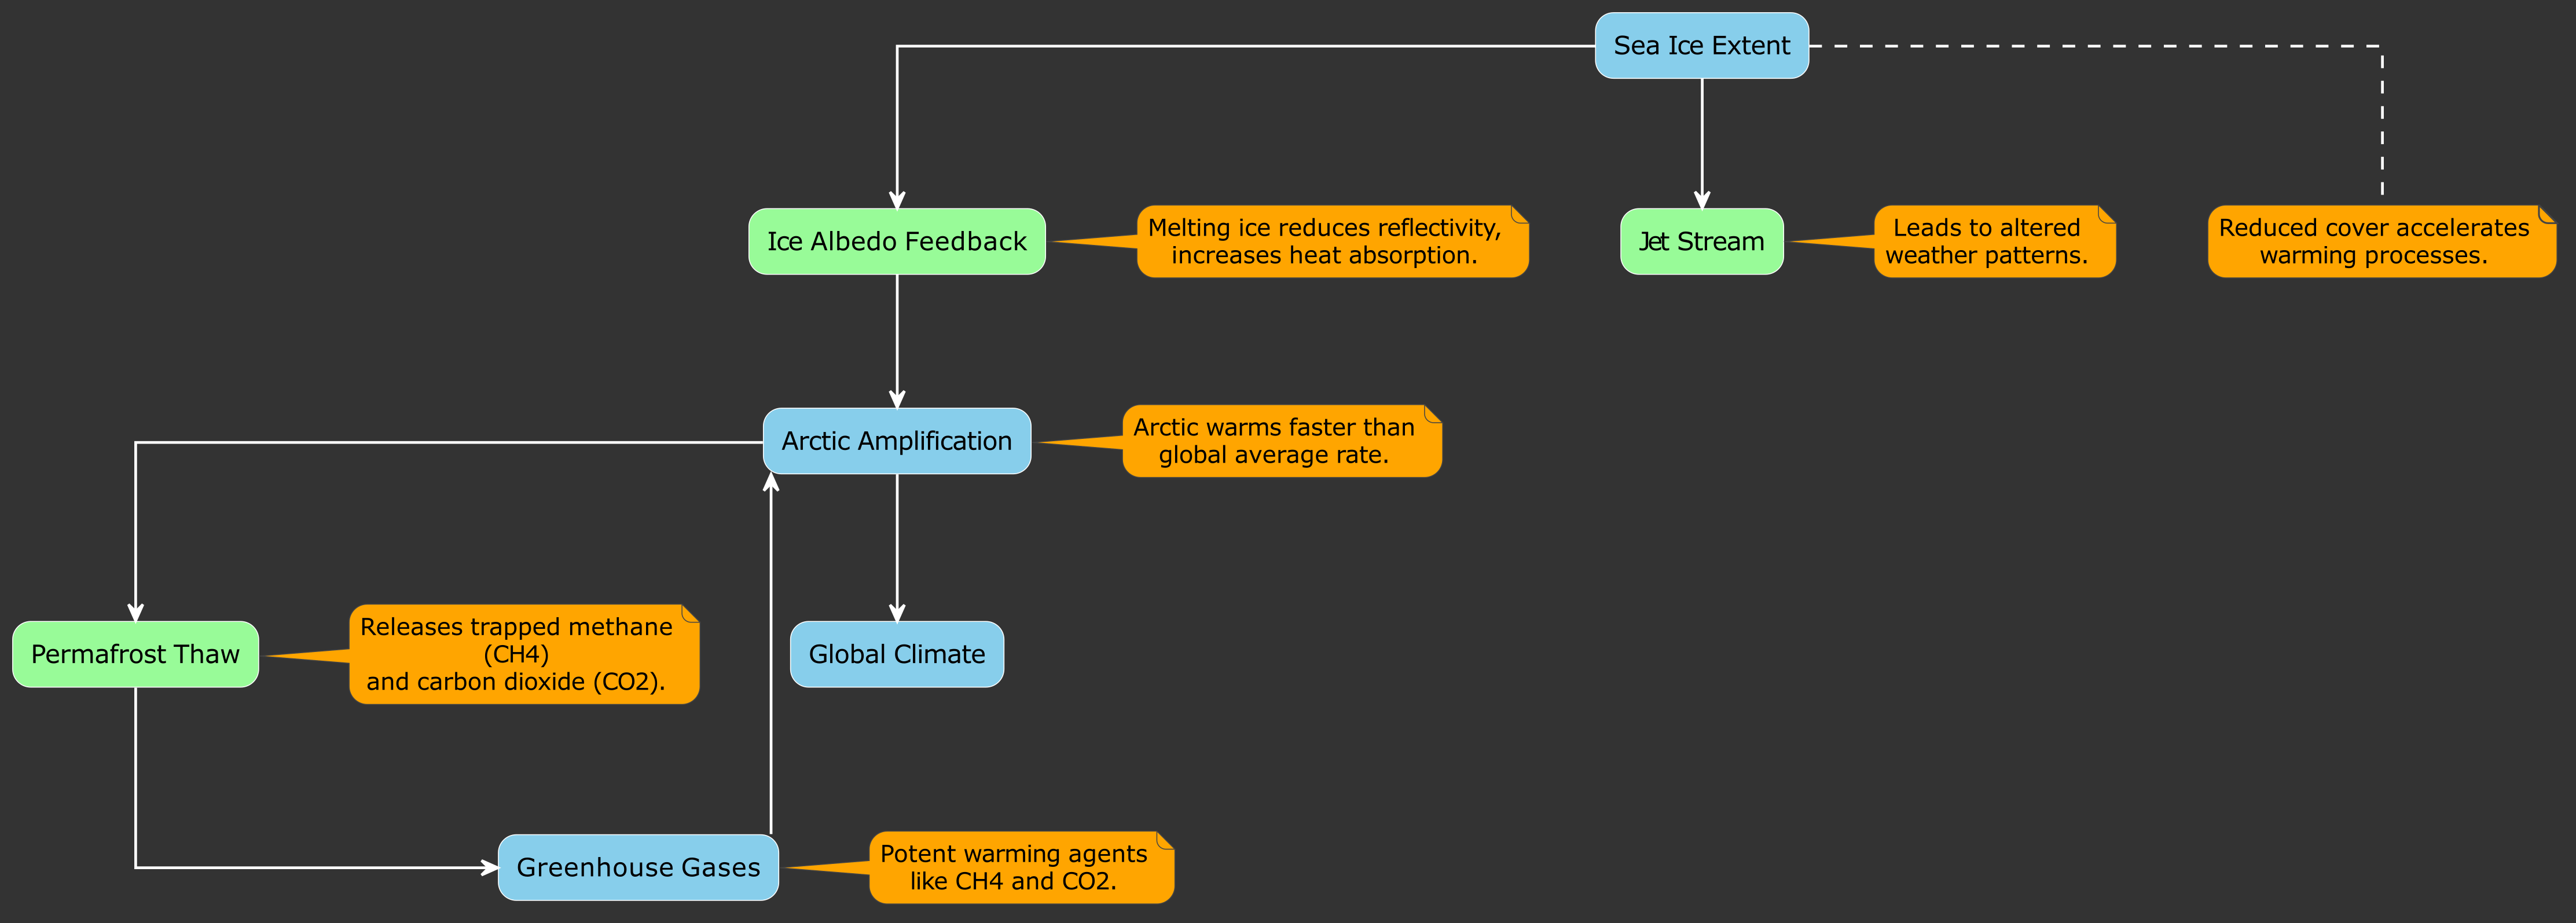 Sea Ice Extent
Ice Albedo Feedback
Melting ice reduces reflectivity,
increases heat absorption.
Jet Stream
Leads to altered
weather patterns.
Reduced cover accelerates
warming processes.
Arctic Amplification
Arctic warms faster than
global average rate.
Permafrost Thaw
Releases trapped methane
(CH4)
and carbon dioxide (CO2).
Global Climate
Greenhouse Gases
Potent warming agents
like CH4 and CO2.